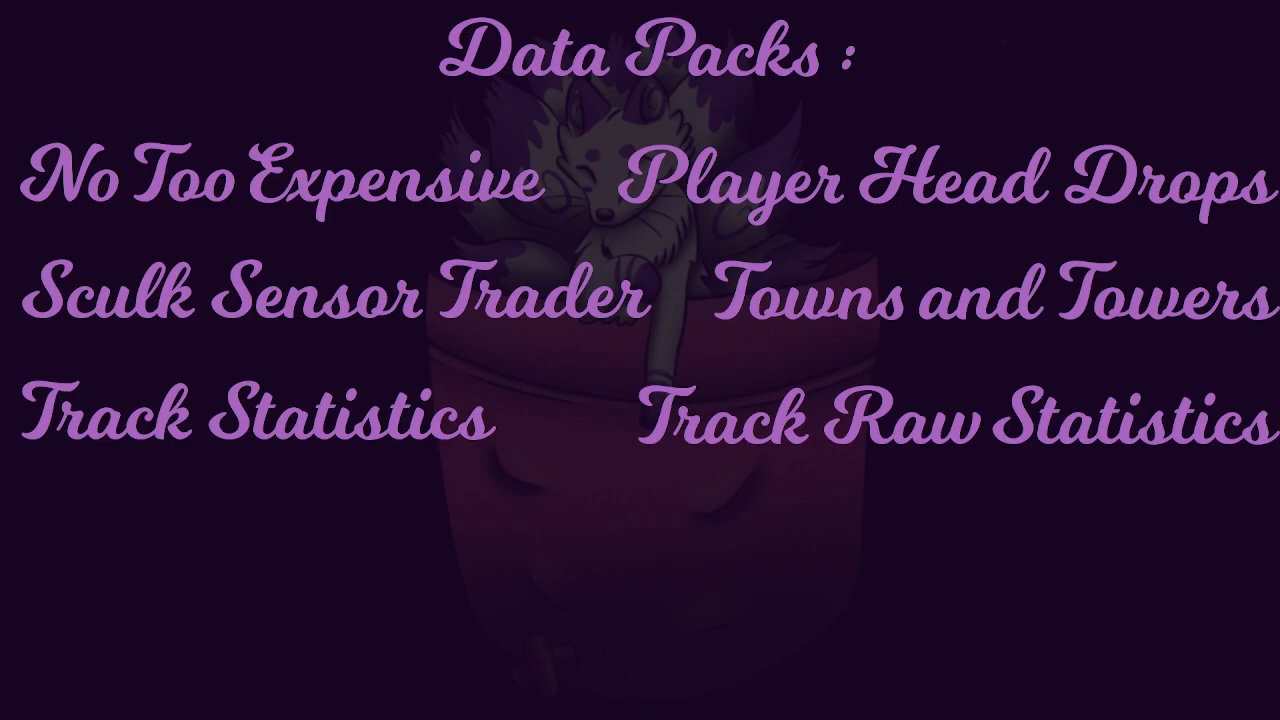 Data Packs :
No Too Expensive
Player Head Drops
Sculk Sensor Trader
Towns and Towers
Track Statistics
Track Raw Statistics